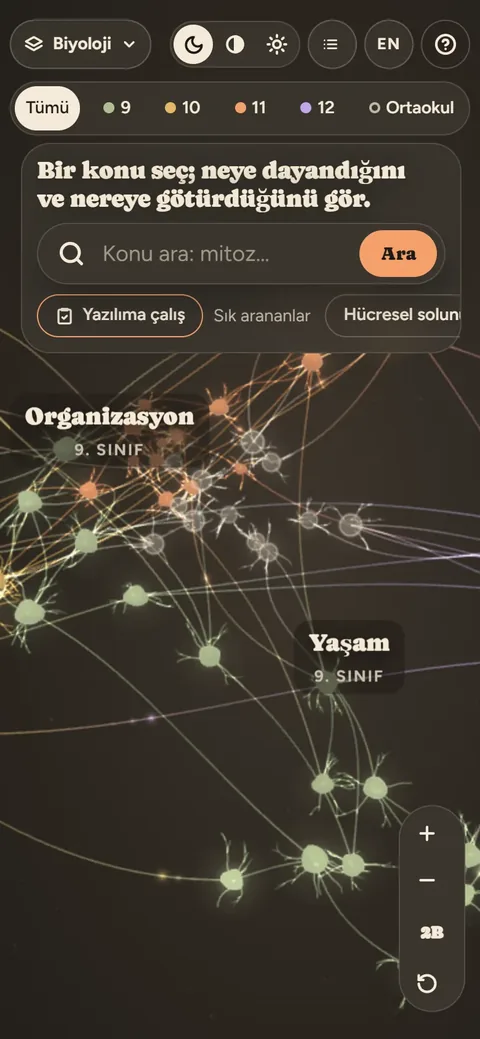 Biyoloji
EN
Tümü
9
10
11
12
Ortaokul
Bir konu seç; neye dayandığını
ve nereye götürdüğünü gör.
Konu ara: mitoz...
Ara
Yazılıma çalış
Sık arananlar
Hücresel solun
Organizasyon
9. SINIF
Yaşam
9. SINIF
+
−
2B